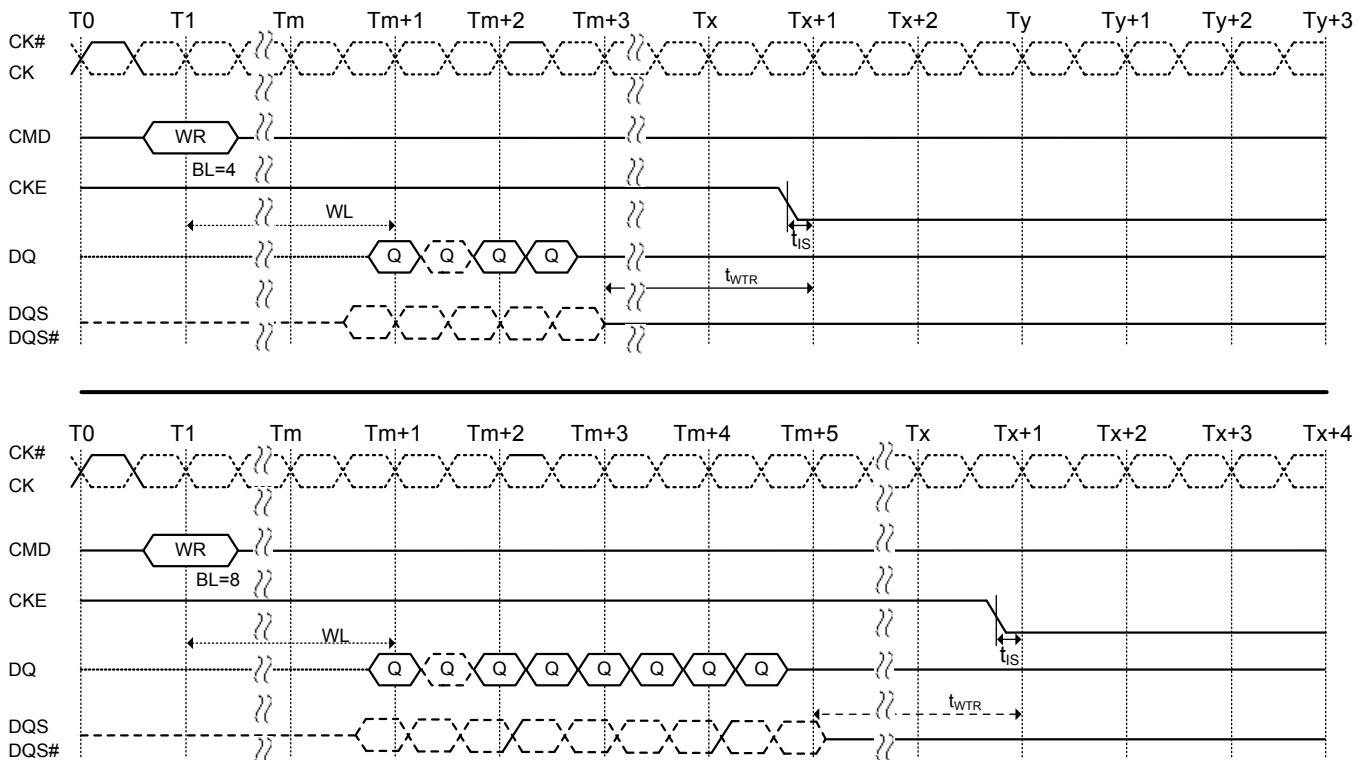 T0 T1 Tm Tm+1 Tm+2 Tm+3 Tx Tx+1 Tx+2 Ty Ty+1 Ty+2 Ty+3
CK#
CK
CMD WR
BL=4
CKE
WL
tIS
DQ Q Q Q Q
tWTR
DQS
DQS#
T0 T1 Tm Tm+1 Tm+2 Tm+3 Tm+4 Tm+5 Tx Tx+1 Tx+2 Tx+3 Tx+4
CK#
CK
CMD WR
BL=8
CKE
WL
tIS
DQ Q Q Q Q Q Q Q Q
tWTR
DQS
DQS#